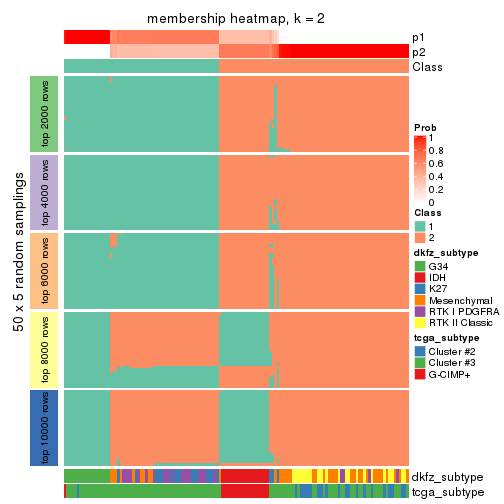 membership heatmap, k = 2
p1
p2
Class
50 x 5 random samplings
top 2000 rows
top 4000 rows
top 6000 rows
top 8000 rows
top 10000 rows
dkfz_subtype
tcga_subtype
Prob
1
0.8
0.6
0.4
0.2
0
Class
1
2
dkfz_subtype
G34
IDH
K27
Mesenchymal
RTK I PDGFRA
RTK II Classic
tcga_subtype
Cluster #2
Cluster #3
G-CIMP+